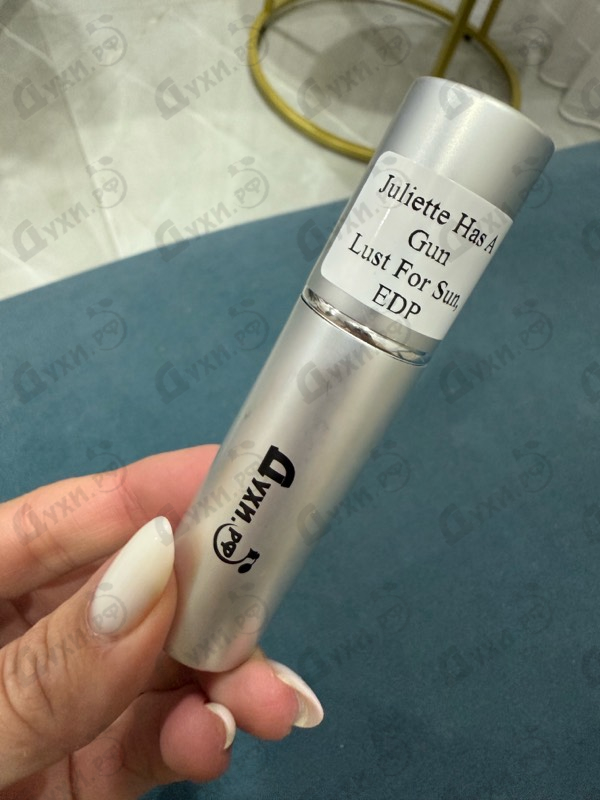 Juliette Has A
Gun
Lust For Sun,
EDP
Духи.рф